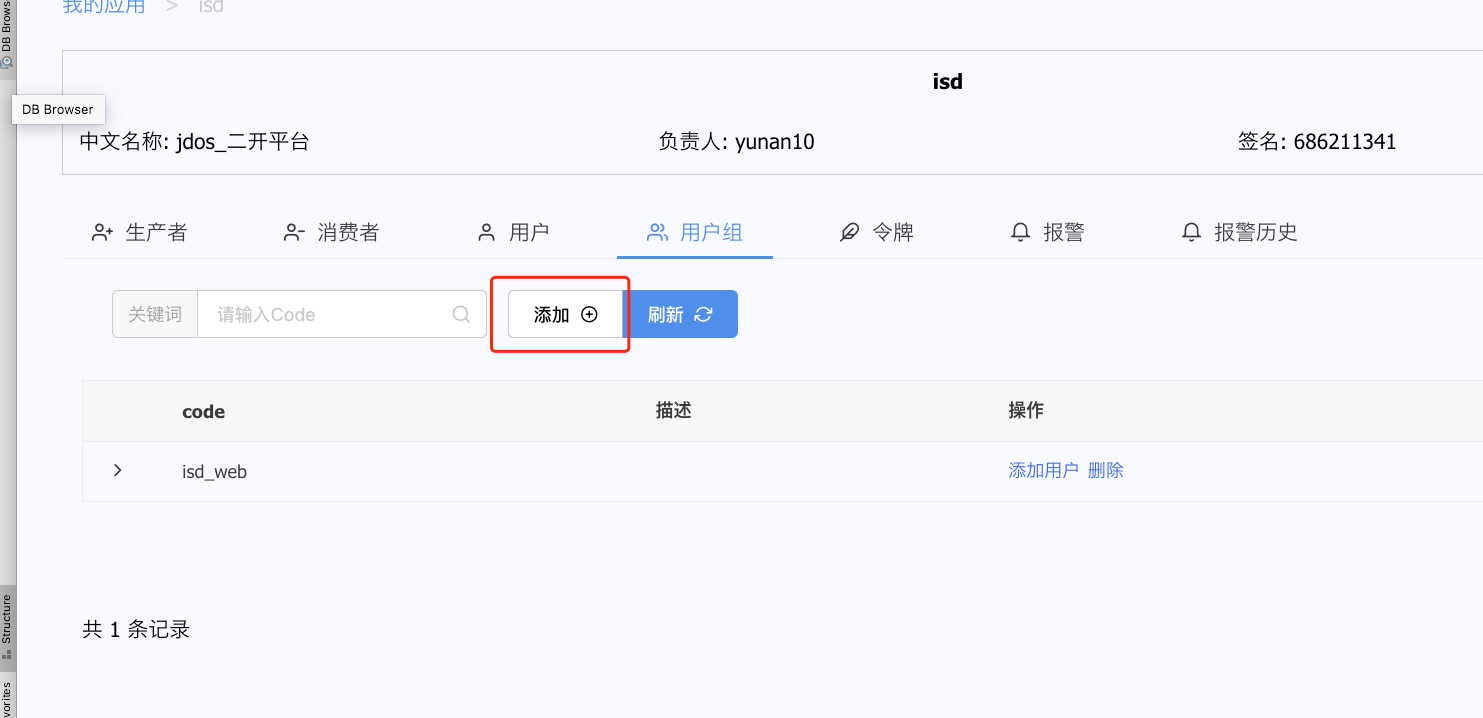 我的应用 > isd
DB Browser
isd
DB Browser
中文名称: jdos_二开平台 负责人: yunan10 签名: 686211341
生产者 消费者 用户 用户组 令牌 报警 报警历史
关键词 请输入Code 添加 刷新
code 描述 操作
isd_web 添加用户 删除
Structure
共 1 条记录
vorites